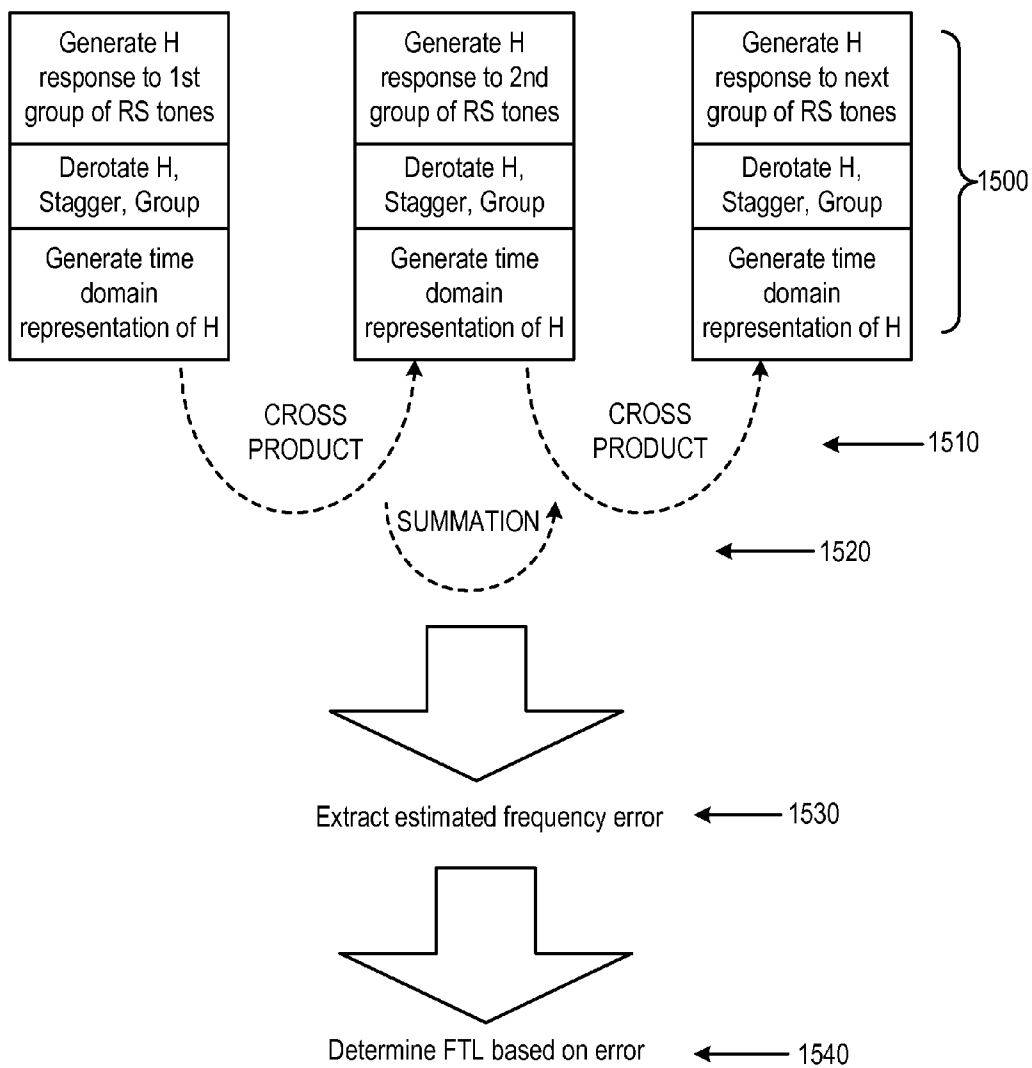 Generate H
response to 1st
group of RS tones
Derotate H,
Stagger, Group
Generate time
domain
representation of H
Generate H
response to 2nd
group of RS tones
Derotate H,
Stagger, Group
Generate time
domain
representation of H
Generate H
response to next
group of RS tones
Derotate H,
Stagger, Group
Generate time
domain
representation of H
1500
CROSS
PRODUCT
CROSS
PRODUCT
1510
SUMMATION
1520
Extract estimated frequency error
1530
Determine FTL based on error
1540